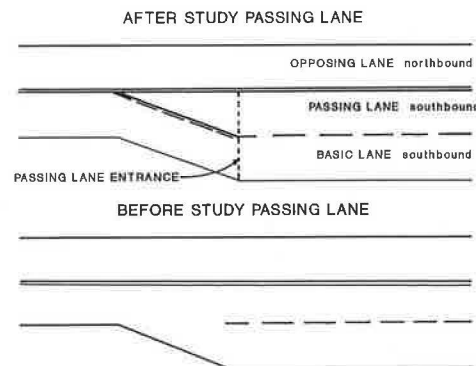 AFTER STUDY PASSING LANE
OPPOSING LANE northbound
PASSING LANE southbound
BASIC LANE southbound
PASSING LANE ENTRANCE
BEFORE STUDY PASSING LANE